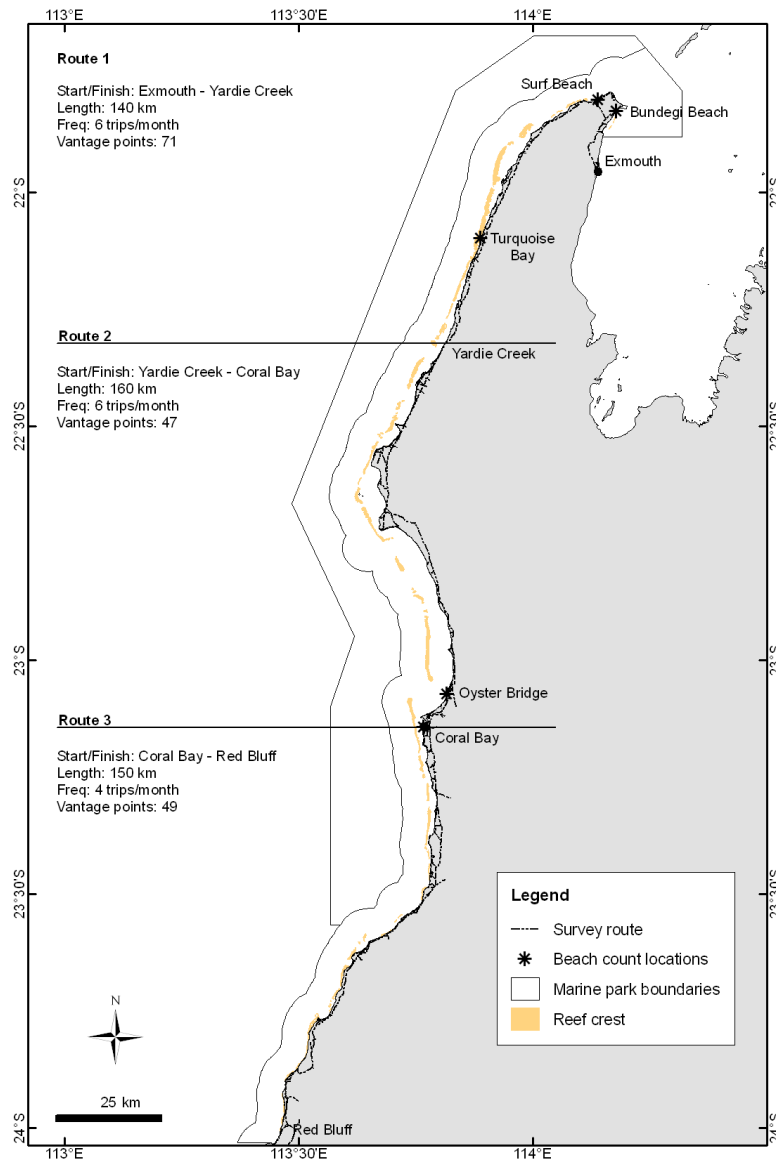 113°E
113°30'E
114°E
Route 1
Start/Finish: Exmouth - Yardie Creek
Length: 140 km
Freq: 6 trips/month
Vantage points: 71
Surf Beach
Bundegi Beach
Exmouth
22°S
22°S
Turquoise
Bay
Route 2
Yardie Creek
Start/Finish: Yardie Creek - Coral Bay
Length: 160 km
Freq: 6 trips/month
Vantage points: 47
22°30'S
22°30'S
23°S
23°S
Oyster Bridge
Route 3
Coral Bay
Start/Finish: Coral Bay - Red Bluff
Length: 150 km
Freq: 4 trips/month
Vantage points: 49
23°30'S
23°30'S
Legend
Survey route
Beach count locations
Marine park boundaries
Reef crest
N
25 km
24°S
24°S
Red Bluff
113°E
113°30'E
114°E